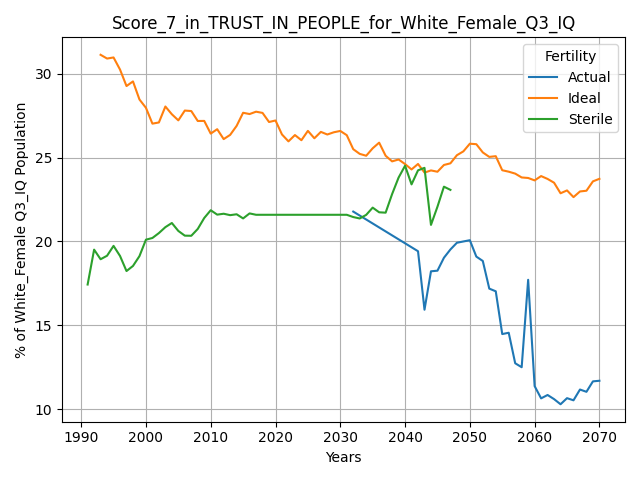 Score_7_in_TRUST_IN_PEOPLE_for_White_Female_Q3_IQ
Fertility
Actual
Ideal
Sterile
% of White_Female Q3_IQ Population
30
25
20
15
10
1990 2000 2010 2020 2030 2040 2050 2060 2070
Years